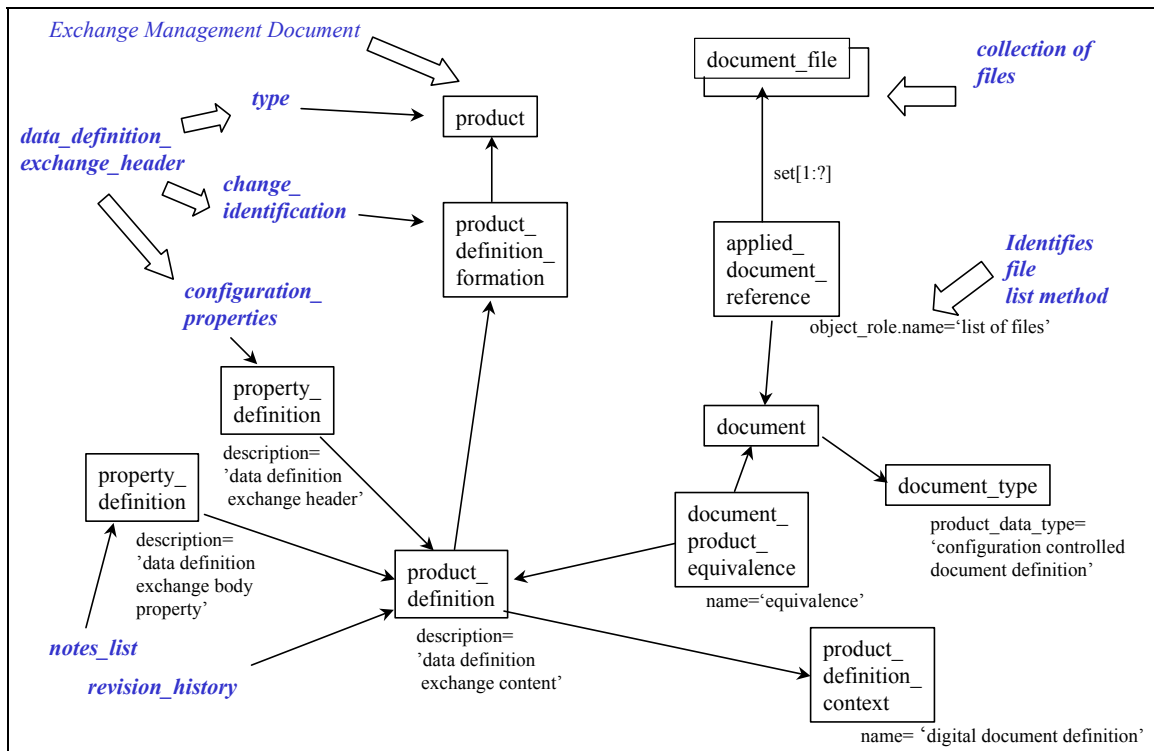 Exchange Management Document
document_file
collection of
files
type
product
data_definition_
exchange_header
set[1:?]
change_
identification
product_
definition_
formation
applied_
document_
reference
Identifies
file
list method
configuration_
properties
object_role.name=‘list of files’
property_
definition
description=
'data definition
exchange header’
document
property_
definition
description=
'data definition
exchange body
property’
document_type
product_data_type=
‘configuration controlled
document definition’
document_
product_
equivalence
name=‘equivalence’
product_
definition
description=
'data definition
exchange content’
notes_list
revision_history
product_
definition_
context
name= ‘digital document definition’